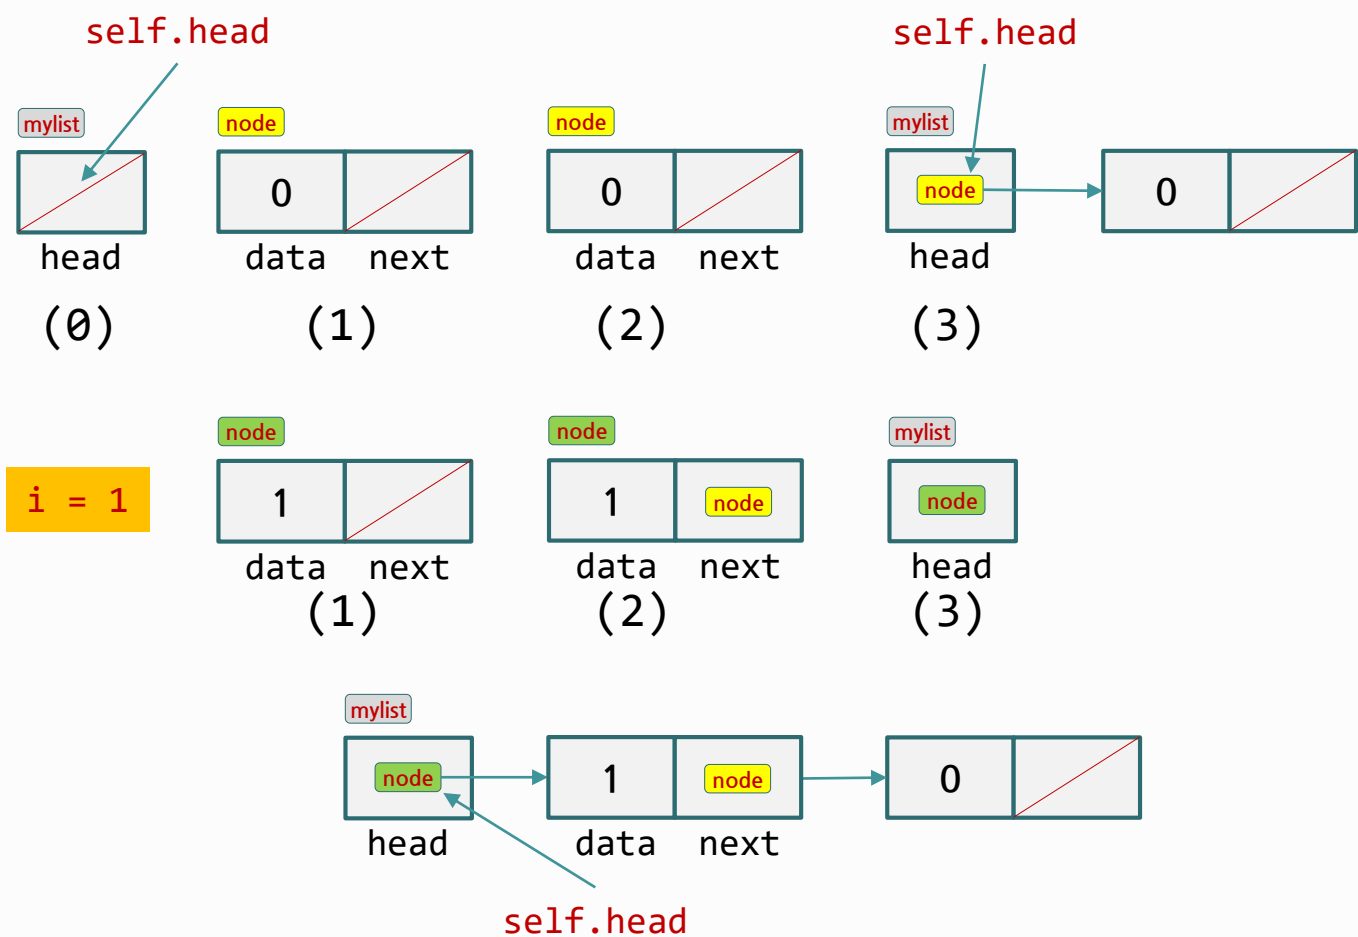 self.head self.head
mylist node node mylist
0 0 node 0
head data next data next head
(0) (1) (2) (3)
node node mylist
i = 1 1 1 node node
data next data next head
(1) (2) (3)
mylist
node 1 node 0
head data next
self.head